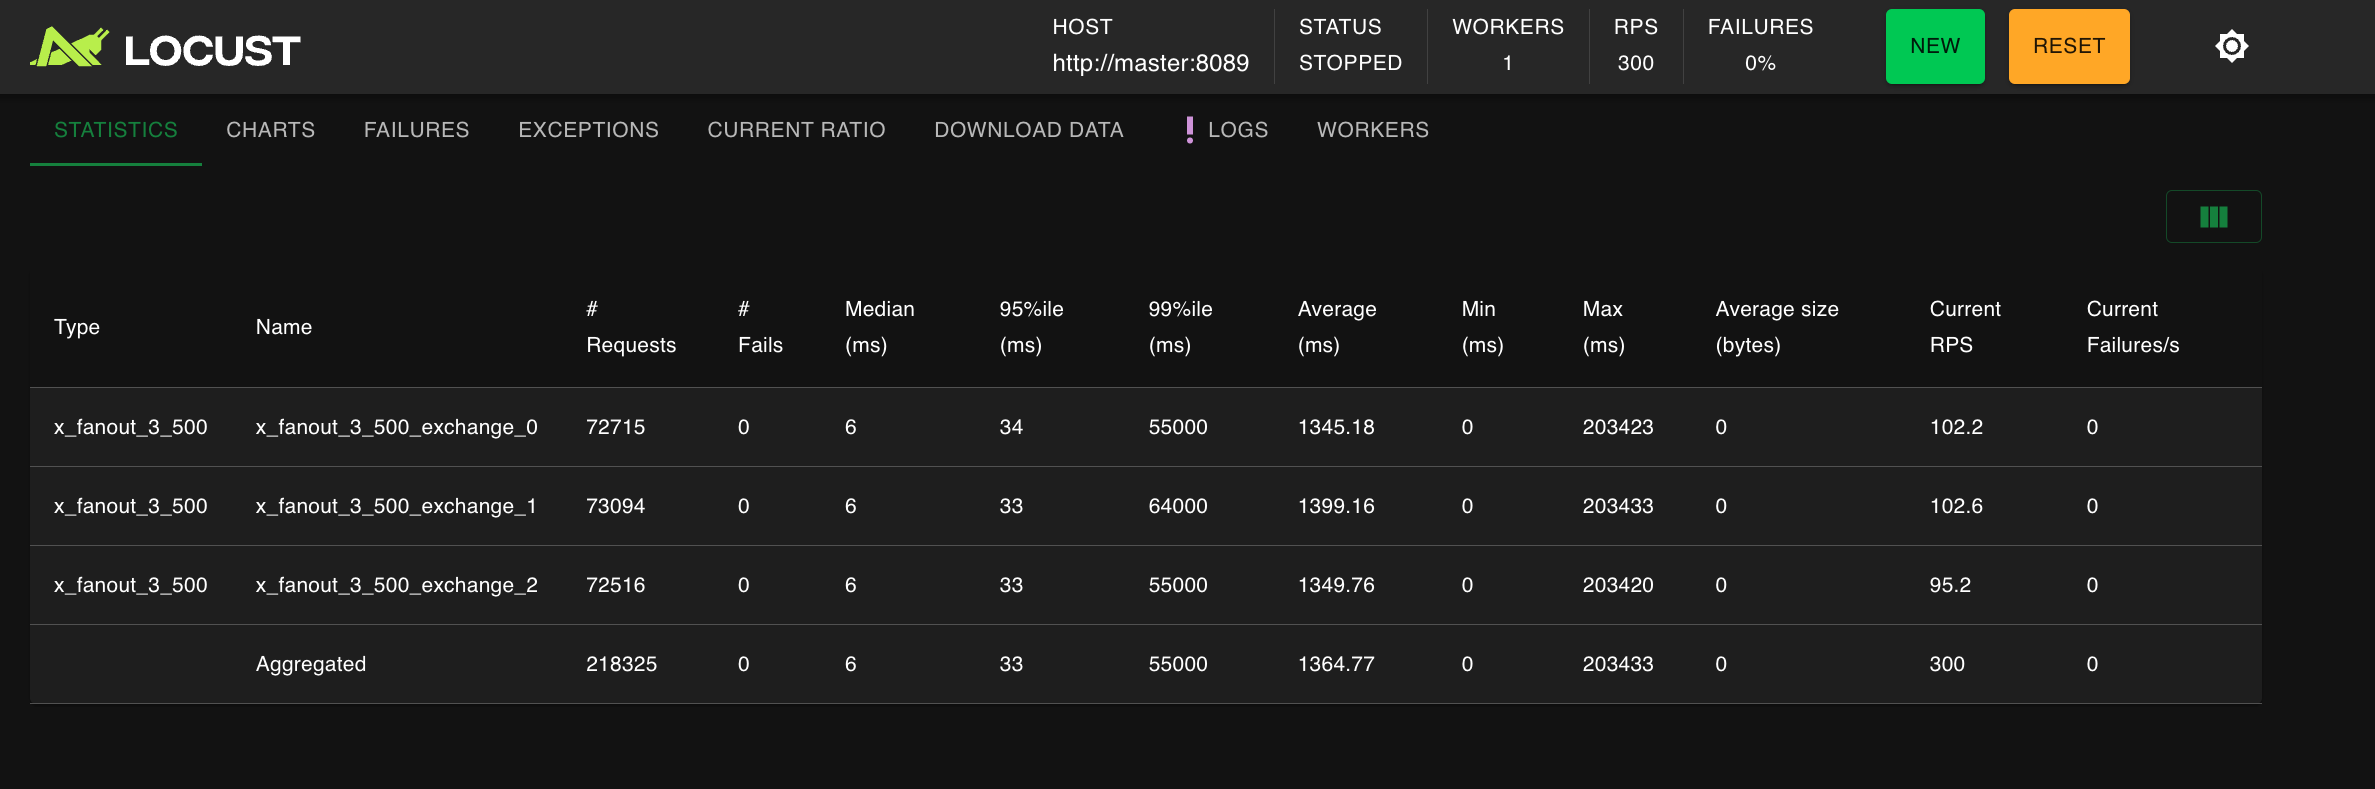 LOCUST
HOST
http://master:8089
STATUS
STOPPED
WORKERS
1
RPS
300
FAILURES
0%
NEW
RESET
STATISTICS CHARTS FAILURES EXCEPTIONS CURRENT RATIO DOWNLOAD DATA LOGS WORKERS
Type Name # Requests # Fails Median (ms) 95%ile (ms) 99%ile (ms) Average (ms) Min (ms) Max (ms) Average size (bytes) Current RPS Current Failures/s
x_fanout_3_500 x_fanout_3_500_exchange_0 72715 0 6 34 55000 1345.18 0 203423 0 102.2 0
x_fanout_3_500 x_fanout_3_500_exchange_1 73094 0 6 33 64000 1399.16 0 203433 0 102.6 0
x_fanout_3_500 x_fanout_3_500_exchange_2 72516 0 6 33 55000 1349.76 0 203420 0 95.2 0
Aggregated 218325 0 6 33 55000 1364.77 0 203433 0 300 0